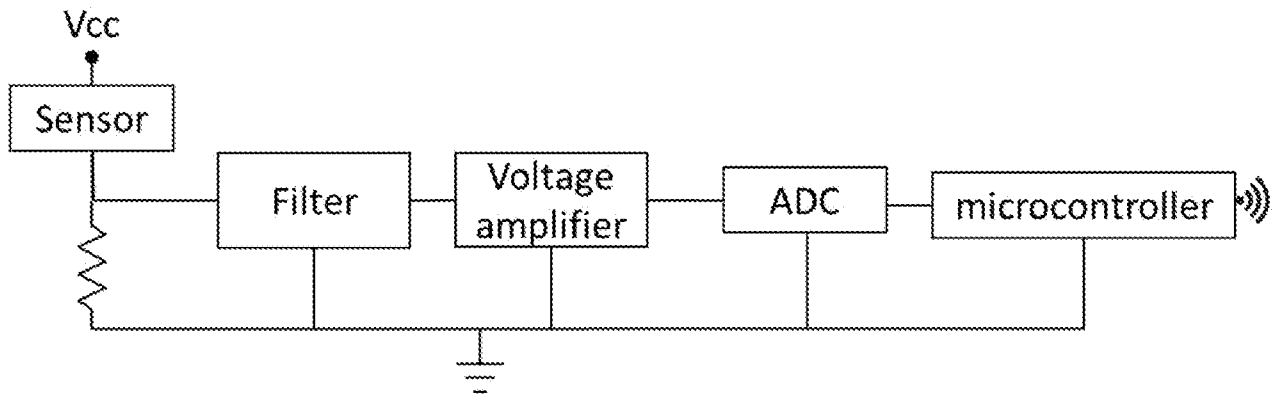 Vcc
Sensor
Filter
Voltage
amplifier
ADC
microcontroller